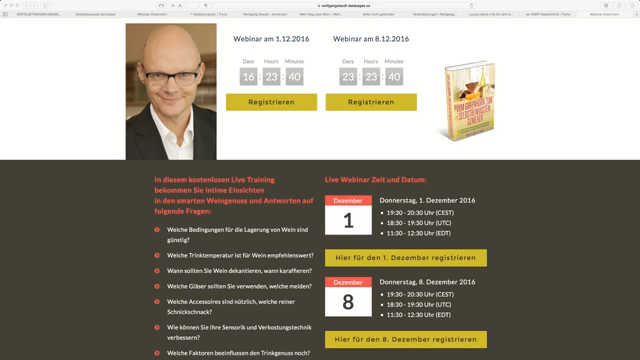 wolfgangstaudt.leadpages.co
Webinar am 1.12.2016
Webinar am 8.12.2016
Days Hours Minutes
Days Hours Minutes
16 23 40
23 23 40
Registrieren
Registrieren
VOM GREENHORN ZUM
SELBSTBEWUSSTEN
GENIESSER
In diesem kostenlosen Live Training
bekommen Sie intime Einsichten
in den smarten Weingenuss und Antworten auf
folgende Fragen:
Welche Bedingungen für die Lagerung von Wein sind
günstig?
Welche Trinktemperatur ist für Wein empfehlenswert?
Wann sollten Sie Wein dekantieren, wann karaffieren?
Welche Gläser sollten Sie verwenden, welche meiden?
Welche Accessoires sind nützlich, welche reiner
Schnickschnack?
Wie können Sie Ihre Sensorik und Verkostungstechnik
verbessern?
Welche Faktoren beeinflussen den Trinkgenuss noch?
Live Webinar Zeit und Datum:
Dezember
1
Donnerstag, 1. Dezember 2016
19:30 - 20:30 Uhr (CEST)
18:30 - 19:30 Uhr (UTC)
11:30 - 12:30 Uhr (EDT)
Hier für den 1. Dezember registrieren
Dezember
8
Donnerstag, 8. Dezember 2016
19:30 - 20:30 Uhr (CEST)
18:30 - 19:30 Uhr (UTC)
11:30 - 12:30 Uhr (EDT)
Hier für den 8. Dezember registrieren